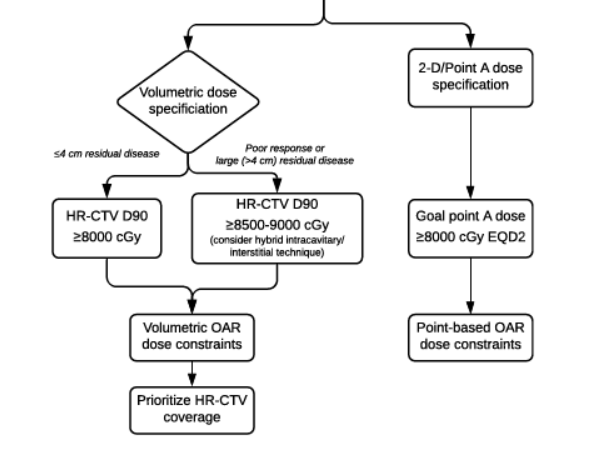 Volumetric dose
specificiation
2-D/Point A dose
specification
≤4 cm residual disease
Poor response or
large (>4 cm) residual disease
HR-CTV D90
≥8000 cGy
HR-CTV D90
≥8500-9000 cGy
(consider hybrid intracavitary/
interstitial technique)
Goal point A dose
≥8000 cGy EQD2
Volumetric OAR
dose constraints
Point-based OAR
dose constraints
Prioritize HR-CTV
coverage